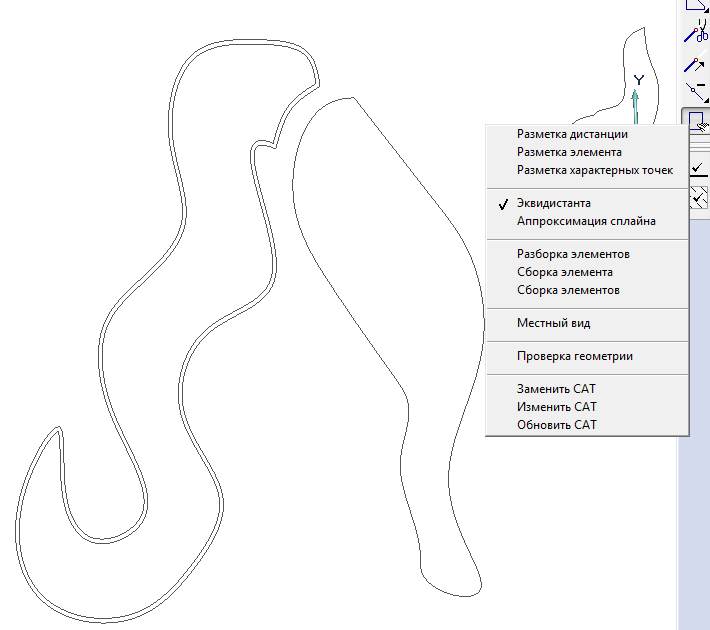 Y
Разметка дистанции
Разметка элемента
Разметка характерных точек
Эквидистанта
Аппроксимация сплайна
Разборка элементов
Сборка элемента
Сборка элементов
Местный вид
Проверка геометрии
Заменить САТ
Изменить САТ
Обновить САТ